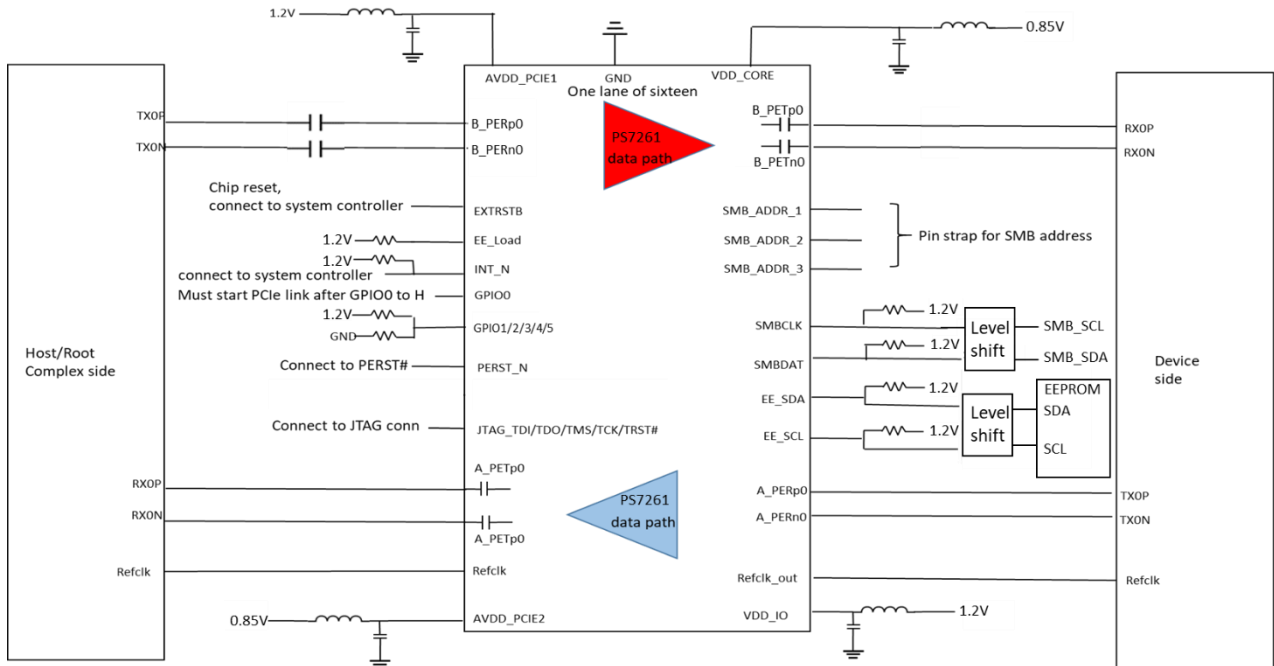 1.2V
0.85V
AVDD_PCIE1
GND
VDD_CORE
One lane of sixteen
TX0P
TX0N
B_PERp0
B_PERn0
PS7261
data path
B_PETp0
B_PETn0
RX0P
RX0N
Chip reset,
connect to system controller
EXTRSTB
1.2V
EE_Load
1.2V
connect to system controller
INT_N
Must start PCIe link after GPIO0 to H
GPIO0
1.2V
GND
GPIO1/2/3/4/5
Connect to PERST#
PERST_N
Connect to JTAG conn
JTAG_TDI/TDO/TMS/TCK/TRST#
SMB_ADDR_1
SMB_ADDR_2
SMB_ADDR_3
Pin strap for SMB address
SMBCLK
1.2V
SMBDAT
1.2V
Level
shift
SMB_SCL
SMB_SDA
EE_SDA
1.2V
EE_SCL
1.2V
Level
shift
EEPROM
SDA
SCL
Host/Root
Complex side
Device
side
RX0P
RX0N
A_PETp0
A_PETp0
PS7261
data path
A_PERp0
A_PERn0
TX0P
TX0N
Refclk
Refclk
Refclk_out
Refclk
0.85V
AVDD_PCIE2
VDD_IO
1.2V